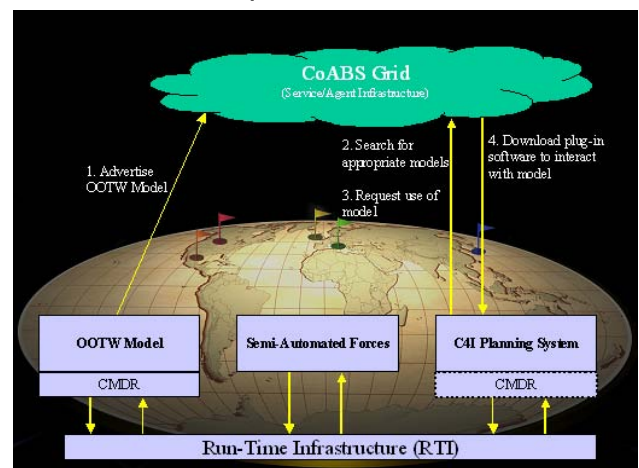 CoABS Grid
(Service/Agent Infrastructure)
1. Advertise
OOTW Model
2. Search for
appropriate models
3. Request use of
model
4. Download plug-in
software to interact
with model
OOTW Model
CMDR
Semi-Automated Forces
C4I Planning System
CMDR
Run-Time Infrastructure (RTI)